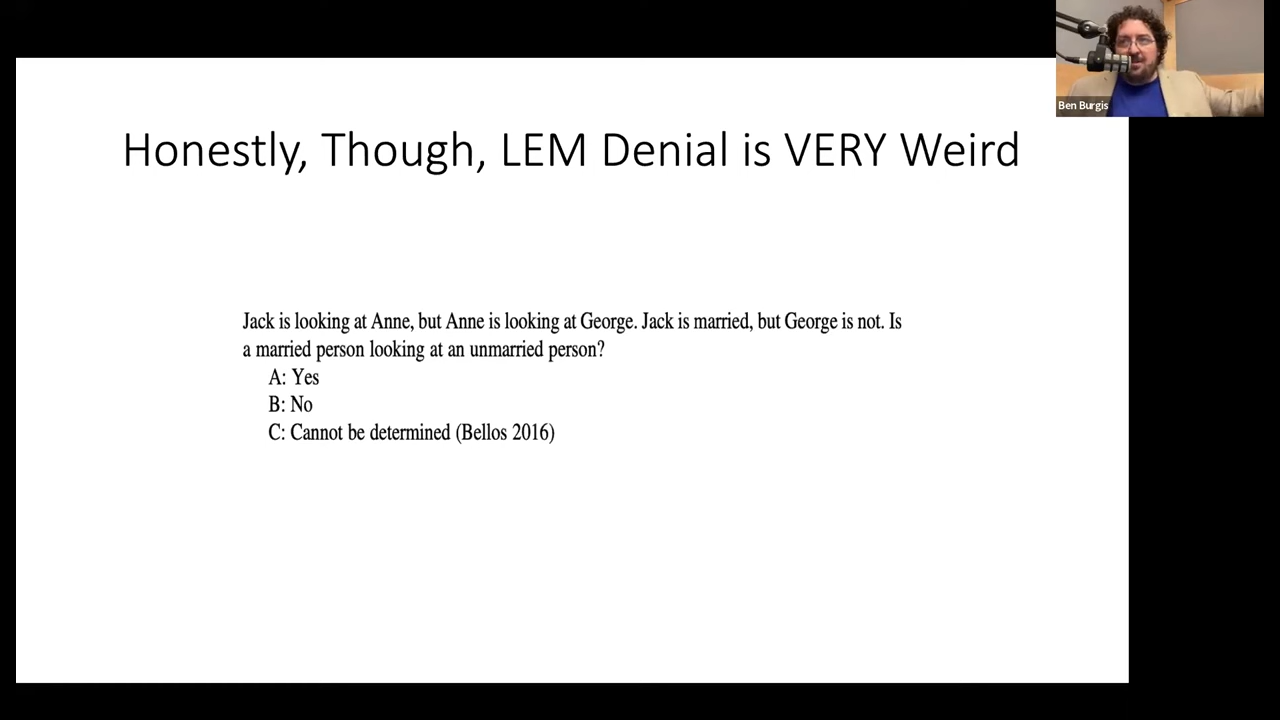 Ben Burgis
Honestly, Though, LEM Denial is VERY Weird
Jack is looking at Anne, but Anne is looking at George. Jack is married, but George is not. Is
a married person looking at an unmarried person?
A: Yes
B: No
C: Cannot be determined (Bellos 2016)